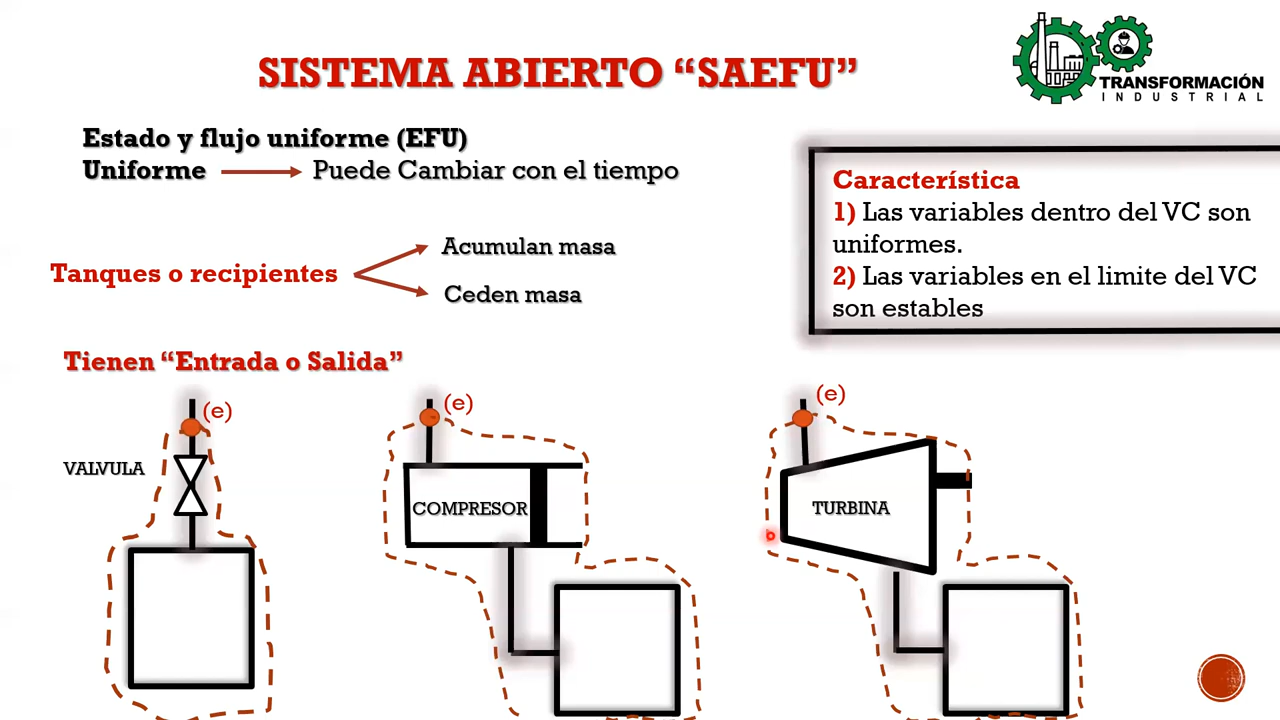 SISTEMA ABIERTO “SAEFU”
TRANSFORMACIÓN
INDUSTRIAL
Estado y flujo uniforme (EFU)
Uniforme
Puede Cambiar con el tiempo
Característica
1) Las variables dentro del VC son
uniformes.
2) Las variables en el limite del VC
son estables
Tanques o recipientes
Acumulan masa
Ceden masa
Tienen “Entrada o Salida”
(e)
VALVULA
(e)
COMPRESOR
(e)
TURBINA